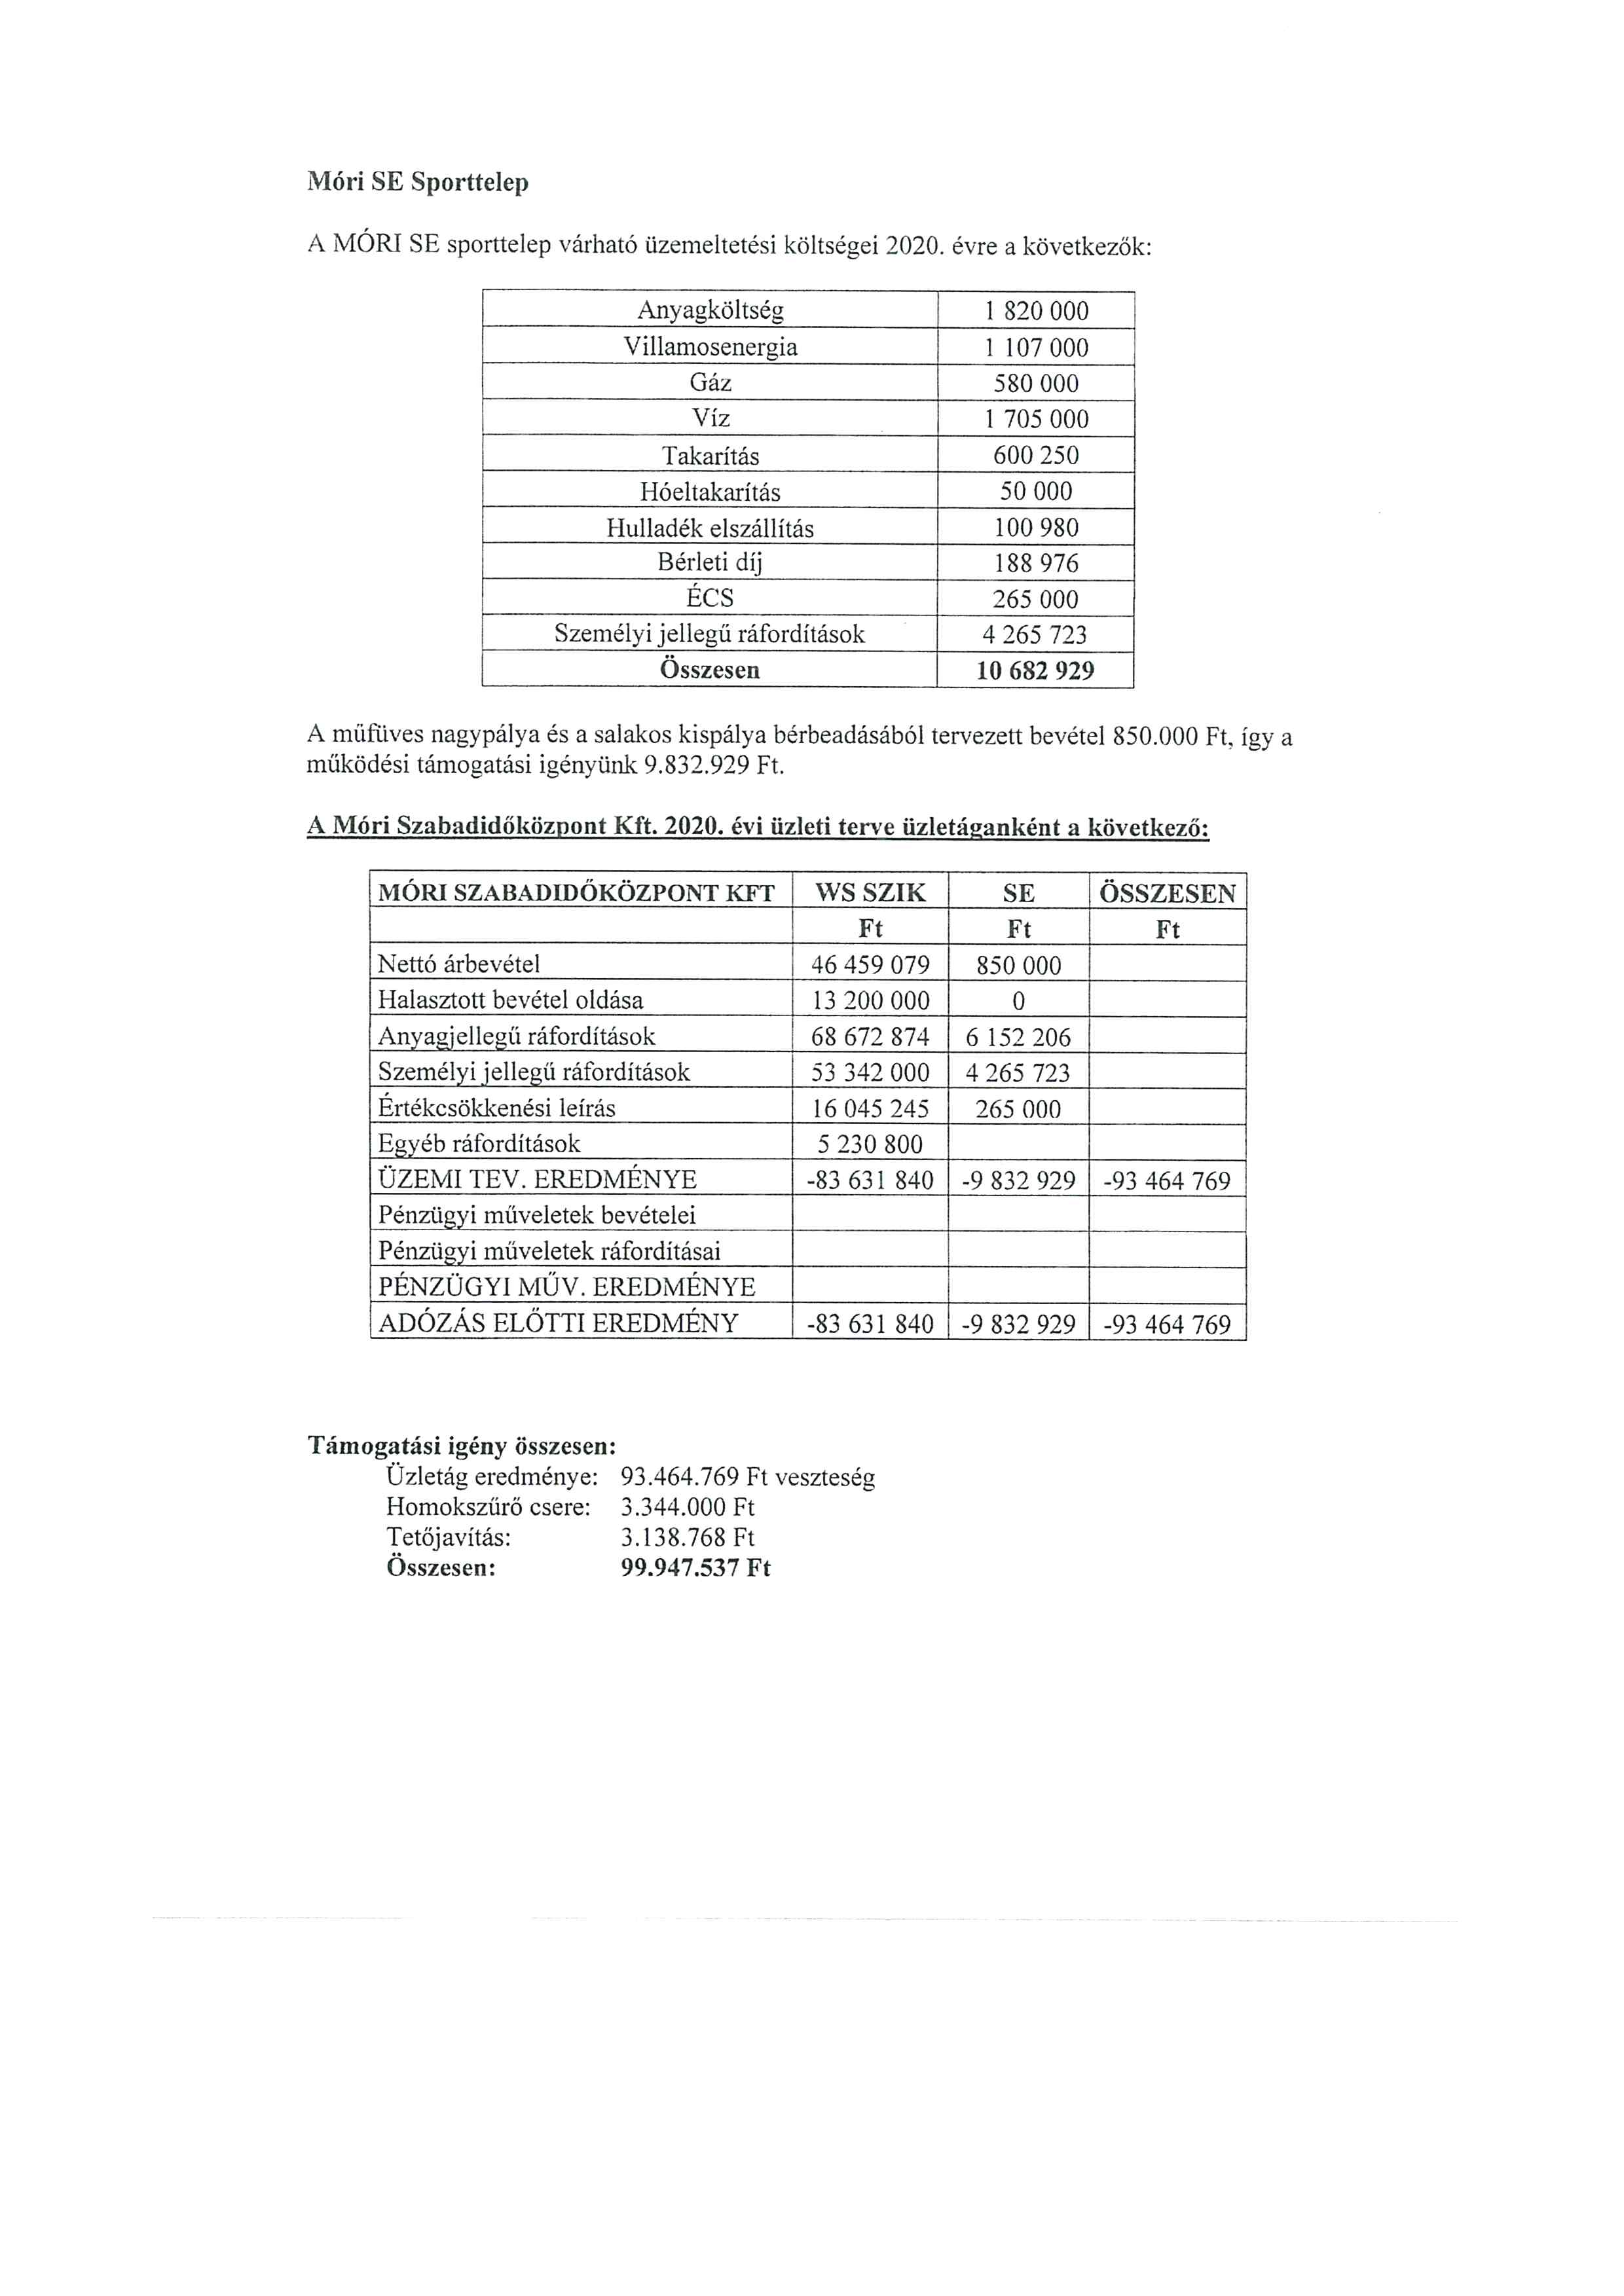 Móri SE Sporttelep
A MÓRI SE sporttelep várható üzemeltetési költségei 2020. évre a következők:
Anyagköltség 1 820 000
Villamosenergia 1 107 000
Gáz 580 000
Víz 1 705 000
Takarítás 600 250
Hóeltakarítás 50 000
Hulladék elszállítás 100 980
Bérleti díj 188 976
ÉCS 265 000
Személyi jellegű ráfordítások 4 265 723
Összesen 10 682 929
A műfüves nagypálya és a salakos kispálya bérbeadásából tervezett bevétel 850.000 Ft, így a
működési támogatási igényünk 9.832.929 Ft.
A Móri Szabadidőközpont Kft. 2020. évi üzleti terve üzletáganként a következő:
MÓRI SZABADIDŐKÖZPONT KFT WS SZIK SE ÖSSZESEN
Ft Ft Ft
Nettó árbevétel 46 459 079 850 000
Halasztott bevétel oldása 13 200 000 0
Anyagjellegű ráfordítások 68 672 874 6 152 206
Személyi jellegű ráfordítások 53 342 000 4 265 723
Értékcsökkenési leírás 16 045 245 265 000
Egyéb ráfordítások 5 230 800
ÜZEMI TEV. EREDMÉNYE -83 631 840 -9 832 929 -93 464 769
Pénzügyi műveletek bevételei
Pénzügyi műveletek ráfordításai
PÉNZÜGYI MŰV. EREDMÉNYE
ADÓZÁS ELŐTTI EREDMÉNY -83 631 840 -9 832 929 -93 464 769
Támogatási igény összesen:
Üzletág eredménye: 93.464.769 Ft veszteség
Homokszűrő csere: 3.344.000 Ft
Tetőjavítás: 3.138.768 Ft
Összesen: 99.947.537 Ft